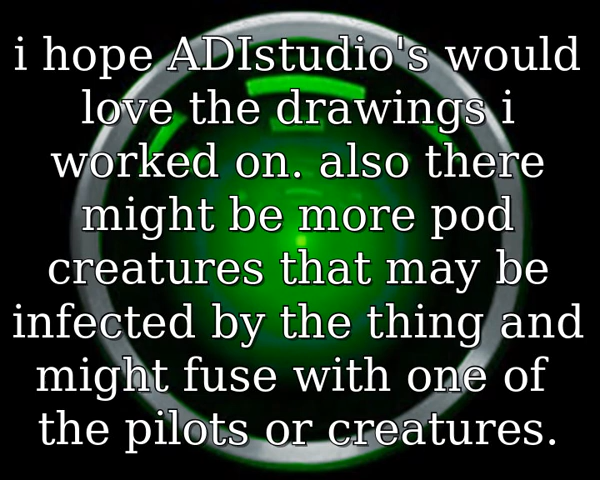 i hope ADIstudio's would
love the drawings i
worked on. also there
might be more pod
creatures that may be
infected by the thing and
might fuse with one of
the pilots or creatures.